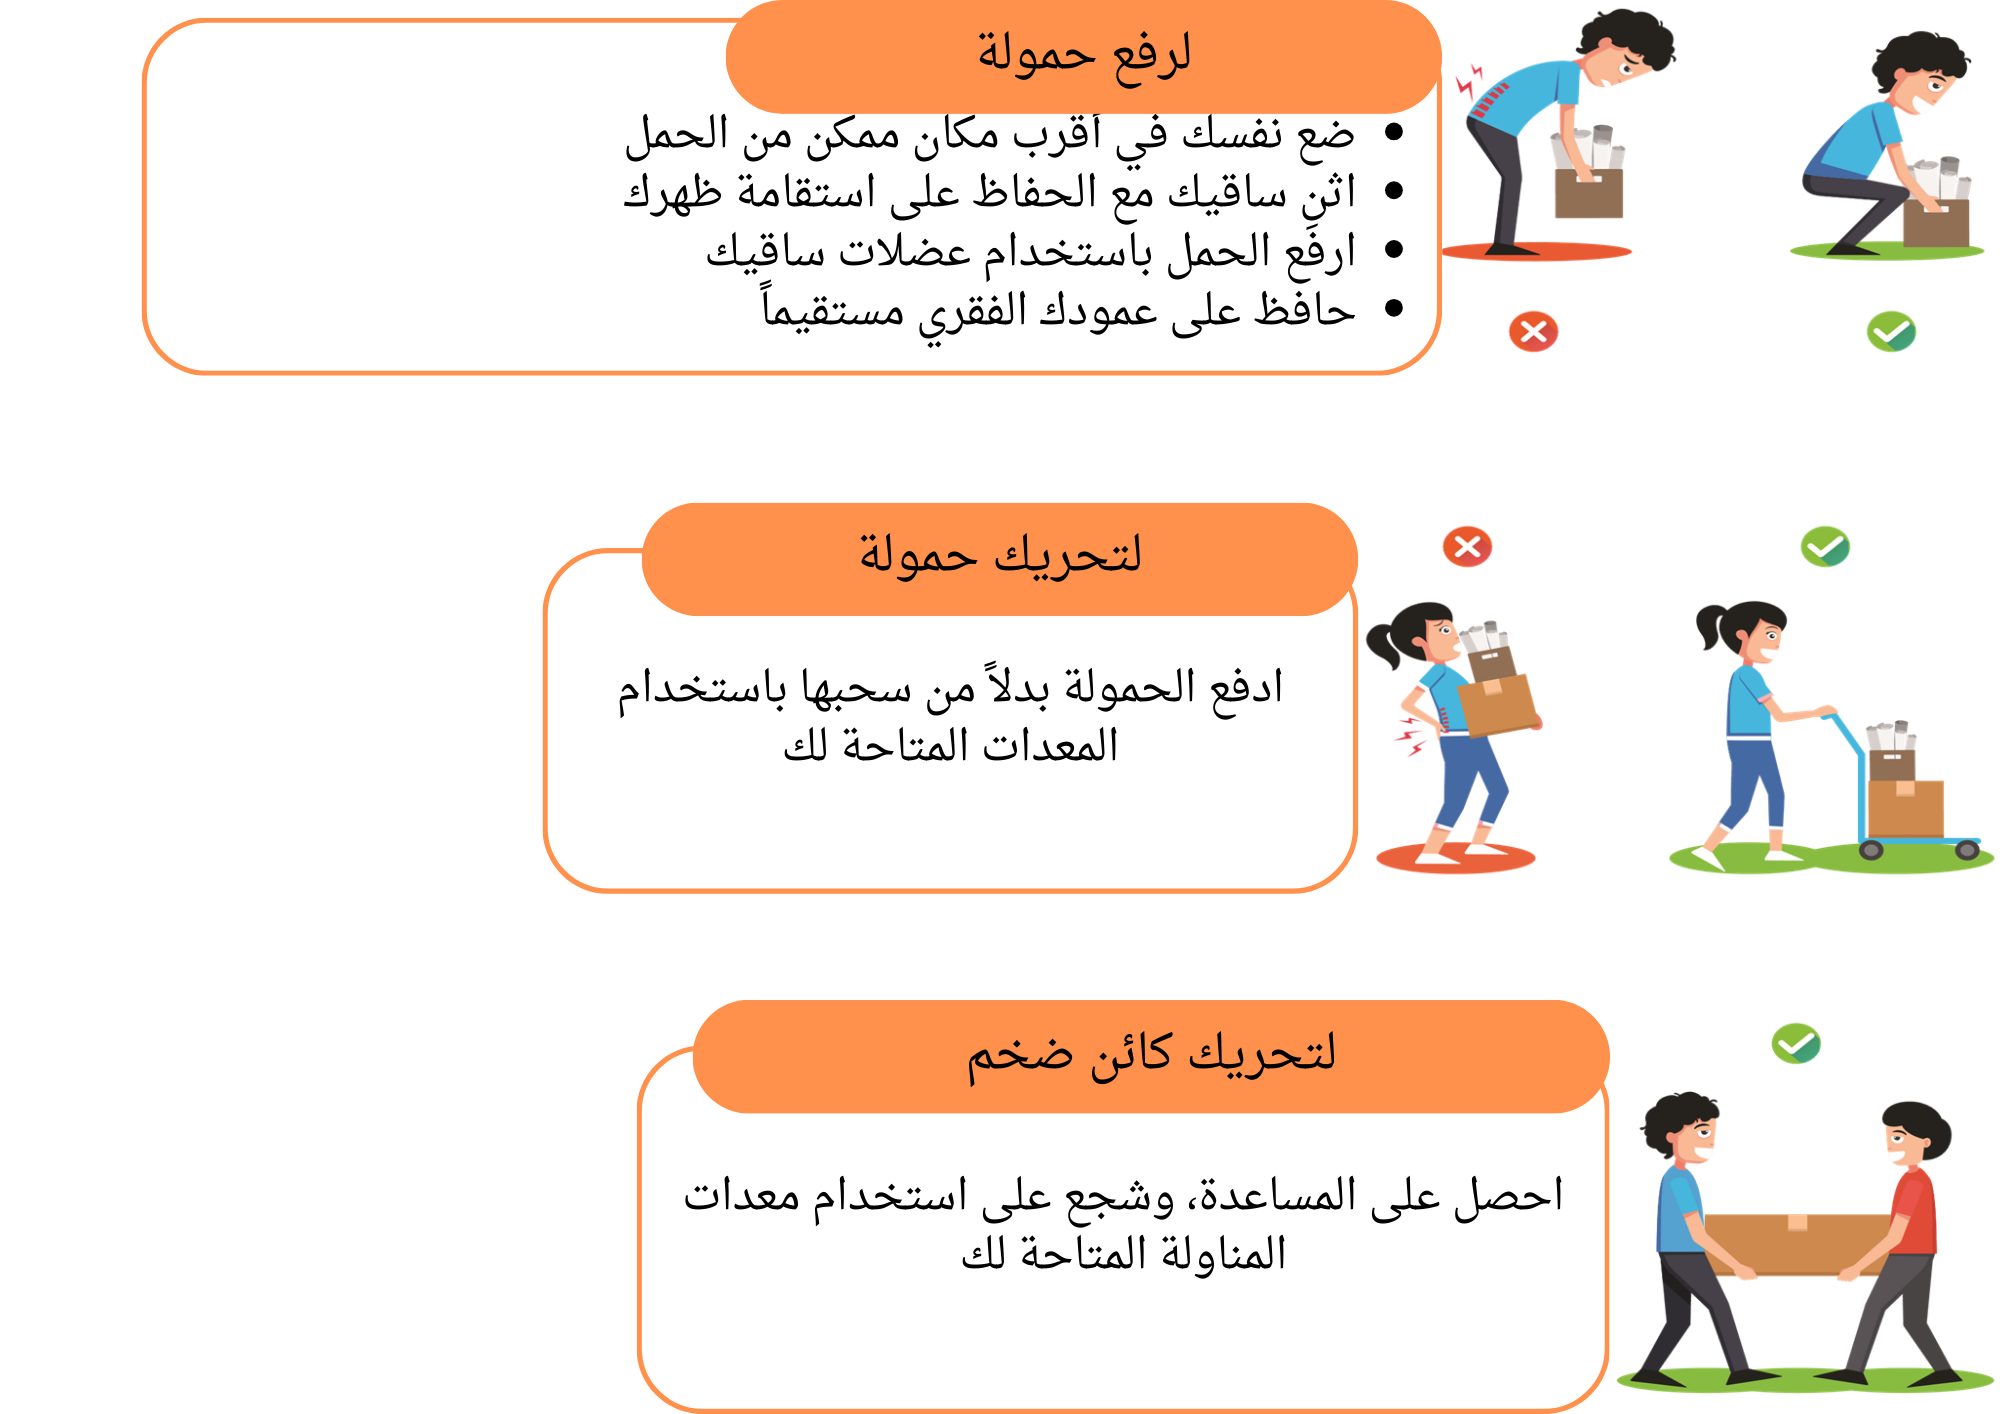 لرفع حمولة
ضع نفسك في أقرب مكان ممكن من الحمل
اثنِ ساقيك مع الحفاظ على استقامة ظهرك
ارفَع الحمل باستخدام عضلات ساقيك
حافظ على عمودك الفقري مستقيماً
لتحريك حمولة
ادفع الحمولة بدلاً من سحبها باستخدام
المعدات المتاحة لك
لتحريك كائن ضخم
احصل على المساعدة، وشجع على استخدام معدات
المناولة المتاحة لك